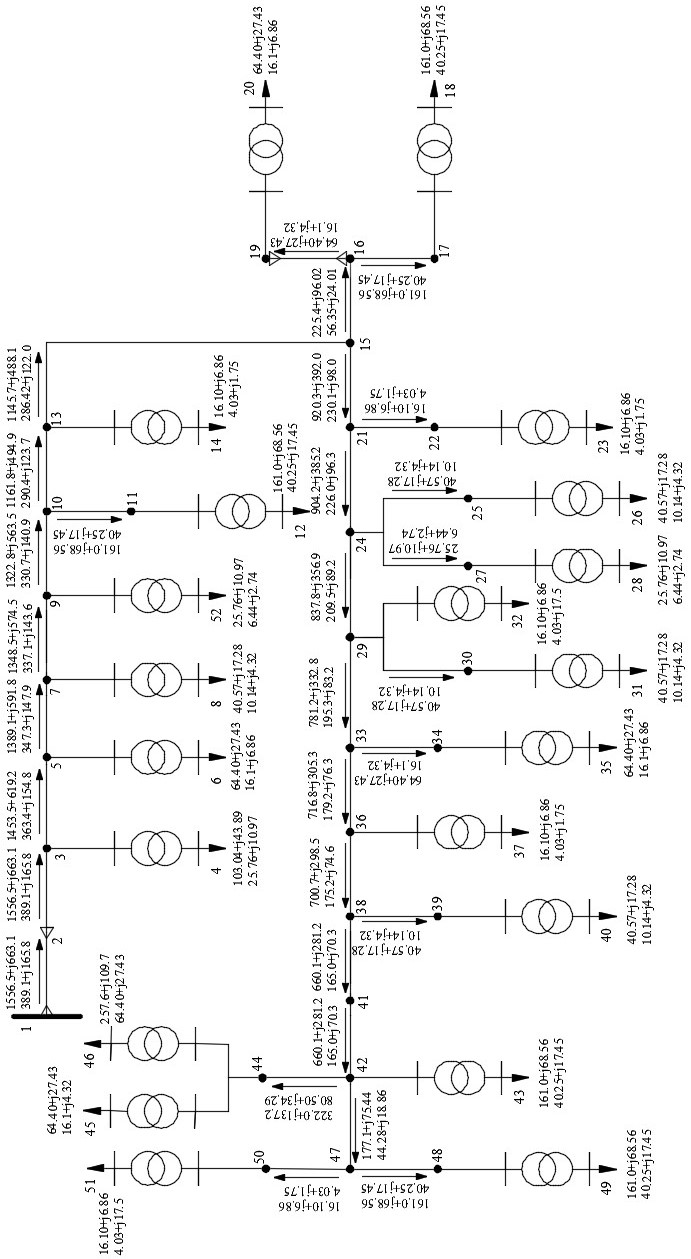 20
64.40+j27.43
16.1+j6.86
161.0+j68.56
40.25+j17.45
18
19
64.40+j27.43
16.1+j4.32
16
17
161.0+j68.56
40.25+j17.45
225.4+j96.02
56.35+j24.01
15
1145.7+j488.1
286.42+j122.0
13
14
16.10+j6.86
4.03+j1.75
920.3+j392.0
230.1+j98.0
16.10+j6.86
4.03+j1.75
21
22
23
16.10+j6.86
4.03+j1.75
1161.8+j494.9
290.4+j123.7
10
11
161.0+j68.56
40.25+j17.45
12
161.0+j68.56
40.25+j17.45
904.2+j385.2
226.0+j96.3
24
40.57+j17.28
10.14+j4.32
25
26
40.57+j17.28
10.14+j4.32
25.76+j10.97
6.44+j2.74
27
28
25.76+j10.97
6.44+j2.74
1322.8+j563.5
330.7+j140.9
9
52
25.76+j10.97
6.44+j2.74
837.8+j356.9
209.5+j89.2
29
32
16.10+j6.86
4.03+j17.5
30
40.57+j17.28
10.14+j4.32
31
40.57+j17.28
10.14+j4.32
1348.5+j574.5
337.1+j143.6
7
8
40.57+j17.28
10.14+j4.32
781.2+j332.8
195.3+j83.2
33
34
64.40+j27.43
16.1+j4.32
35
64.40+j27.43
16.1+j6.86
1389.1+j591.8
347.3+j147.9
5
6
64.40+j27.43
16.1+j6.86
716.8+j305.3
179.2+j76.3
36
37
16.10+j6.86
4.03+j1.75
1453.5+j619.2
363.4+j154.8
3
4
103.04+j43.89
25.76+j10.97
700.7+j298.5
175.2+j74.6
38
39
40.57+j17.28
10.14+j4.32
40
40.57+j17.28
10.14+j4.32
1556.5+j663.1
389.1+j165.8
2
660.1+j281.2
165.0+j70.3
41
1556.5+j663.1
389.1+j165.8
1
660.1+j281.2
165.0+j70.3
42
43
161.0+j68.56
40.25+j17.45
257.6+j109.7
64.40+j27.43
46
44
64.40+j27.43
16.1+j4.32
45
322.0+j137.2
80.50+j34.29
177.1+j75.44
44.28+j18.86
47
48
161.0+j68.56
40.25+j17.45
49
161.0+j68.56
40.25+j17.45
50
16.10+j6.86
4.03+j1.75
51
16.10+j6.86
4.03+j17.5